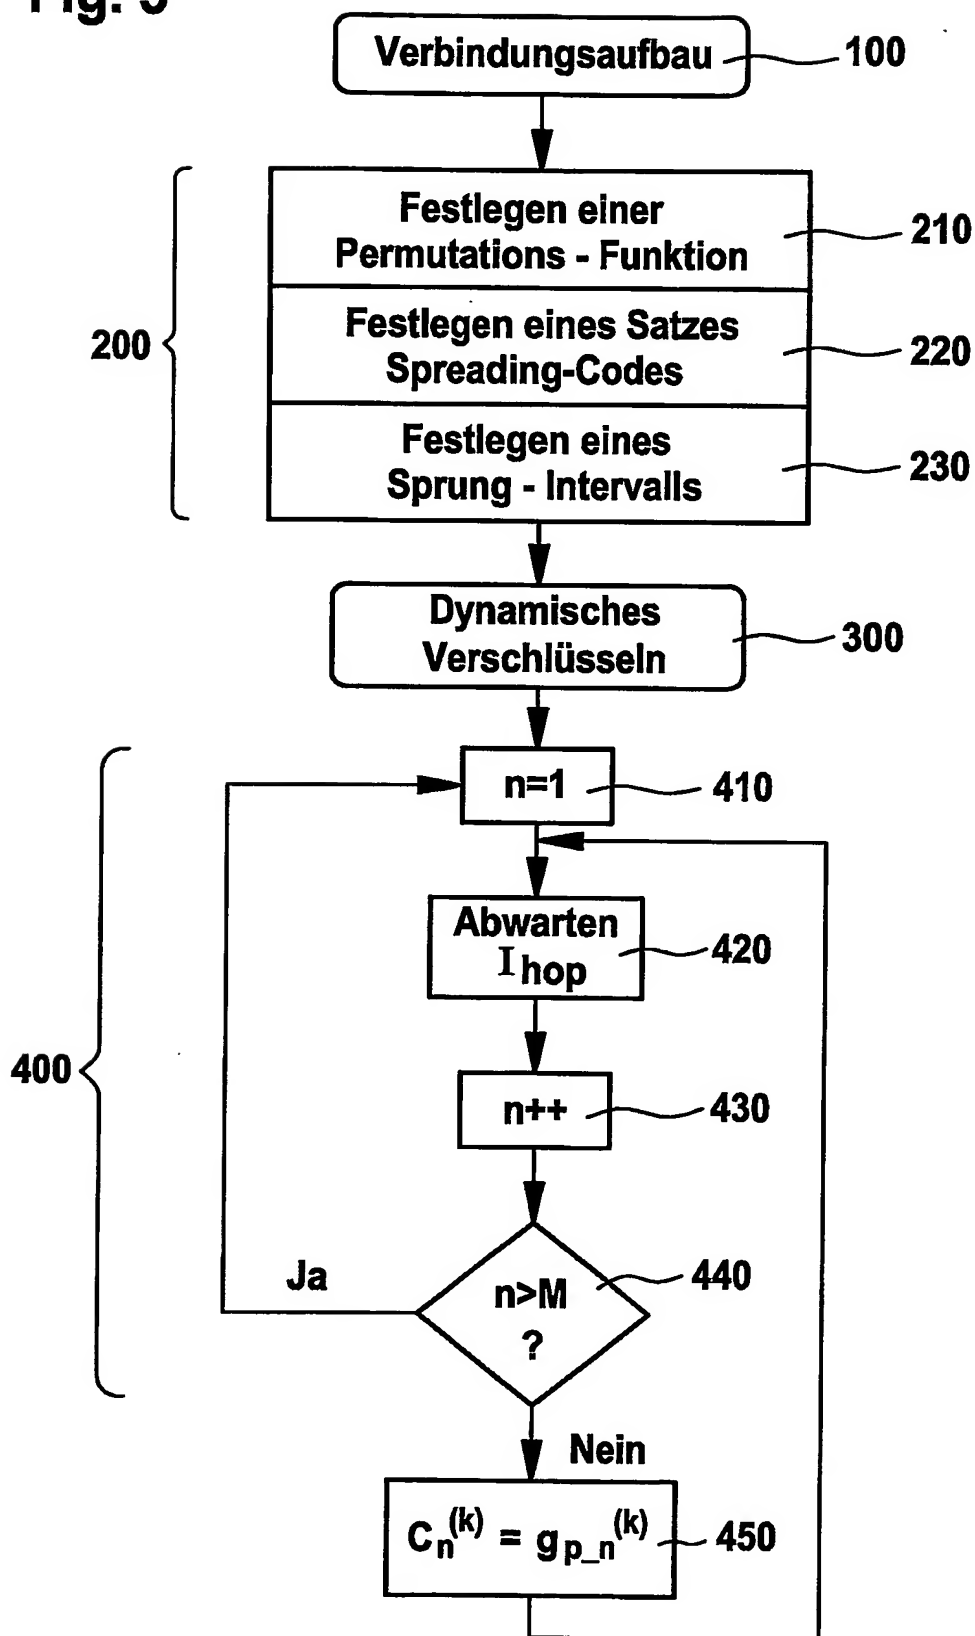 Verbindungsaufbau 100
Festlegen einer
Permutations - Funktion 210
Festlegen eines Satzes
Spreading-Codes 220
200
Festlegen eines
Sprung - Intervalls 230
Dynamisches
Verschlüsseln 300
n=1 410
Abwarten
I hop 420
400
n++ 430
Ja
n>M
? 440
Nein
Cn(k) = gp_n(k) 450